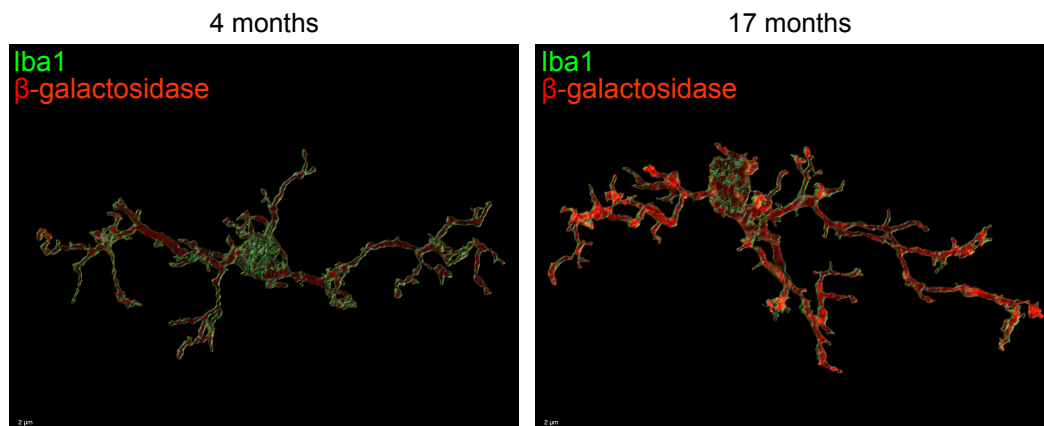 4 months
17 months
Iba1
β-galactosidase
Iba1
β-galactosidase
2 µm
2 µm